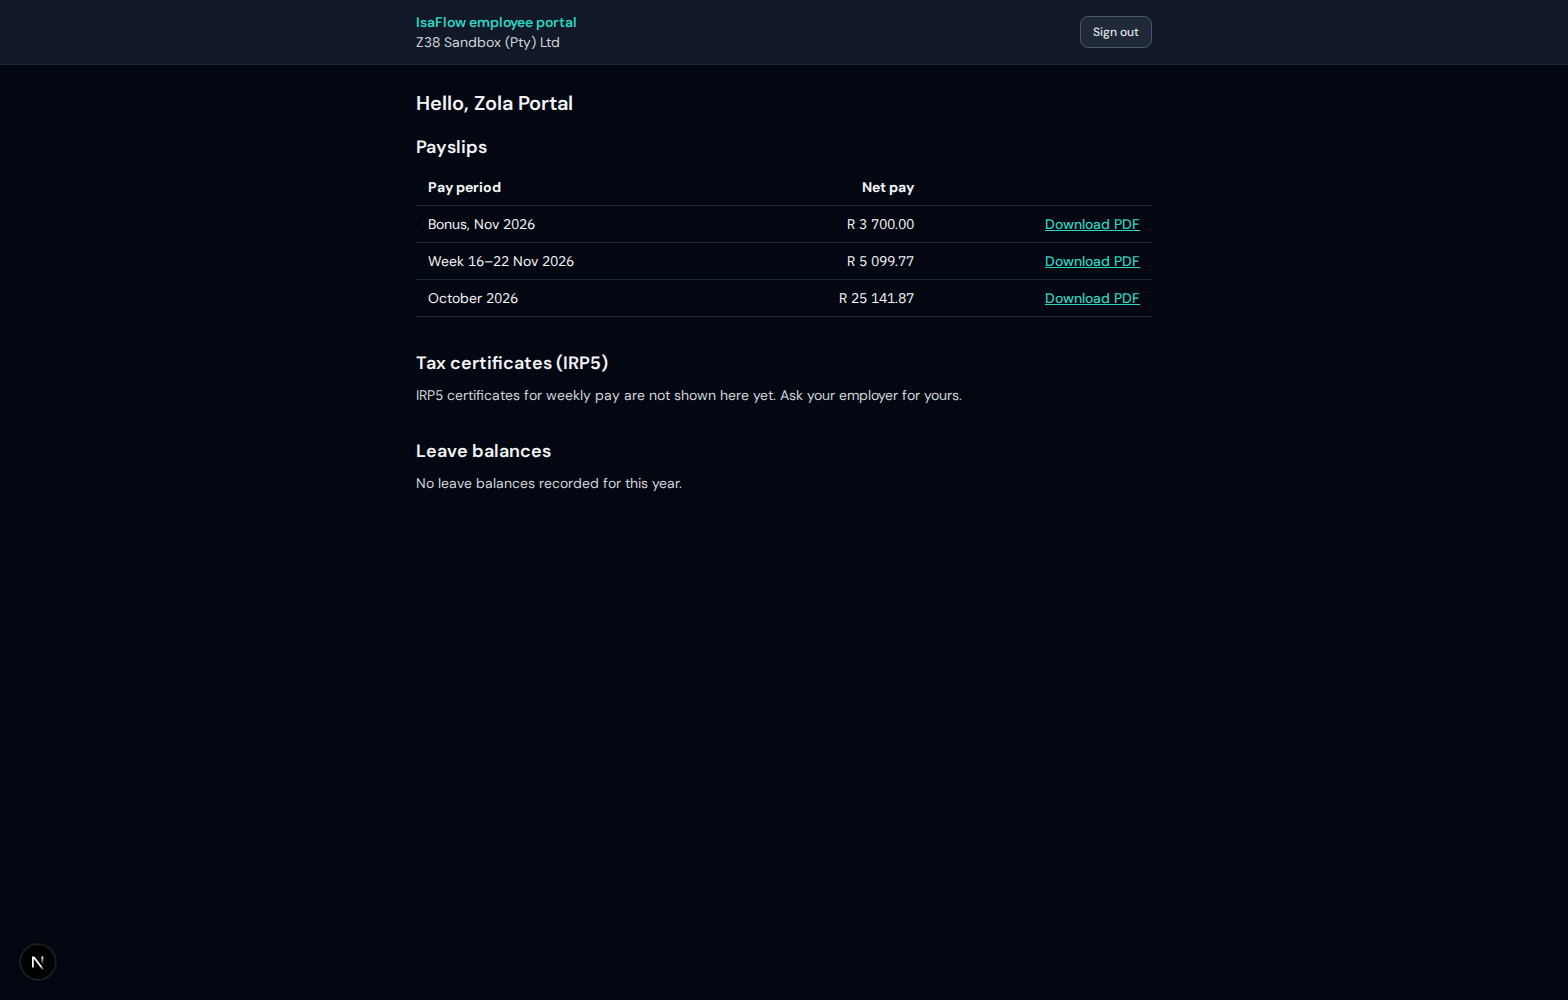 IsaFlow employee portal
Z38 Sandbox (Pty) Ltd
Sign out
Hello, Zola Portal
Payslips
Pay period Net pay
Bonus, Nov 2026 R 3 700.00 Download PDF
Week 16–22 Nov 2026 R 5 099.77 Download PDF
October 2026 R 25 141.87 Download PDF
Tax certificates (IRP5)
IRP5 certificates for weekly pay are not shown here yet. Ask your employer for yours.
Leave balances
No leave balances recorded for this year.
N